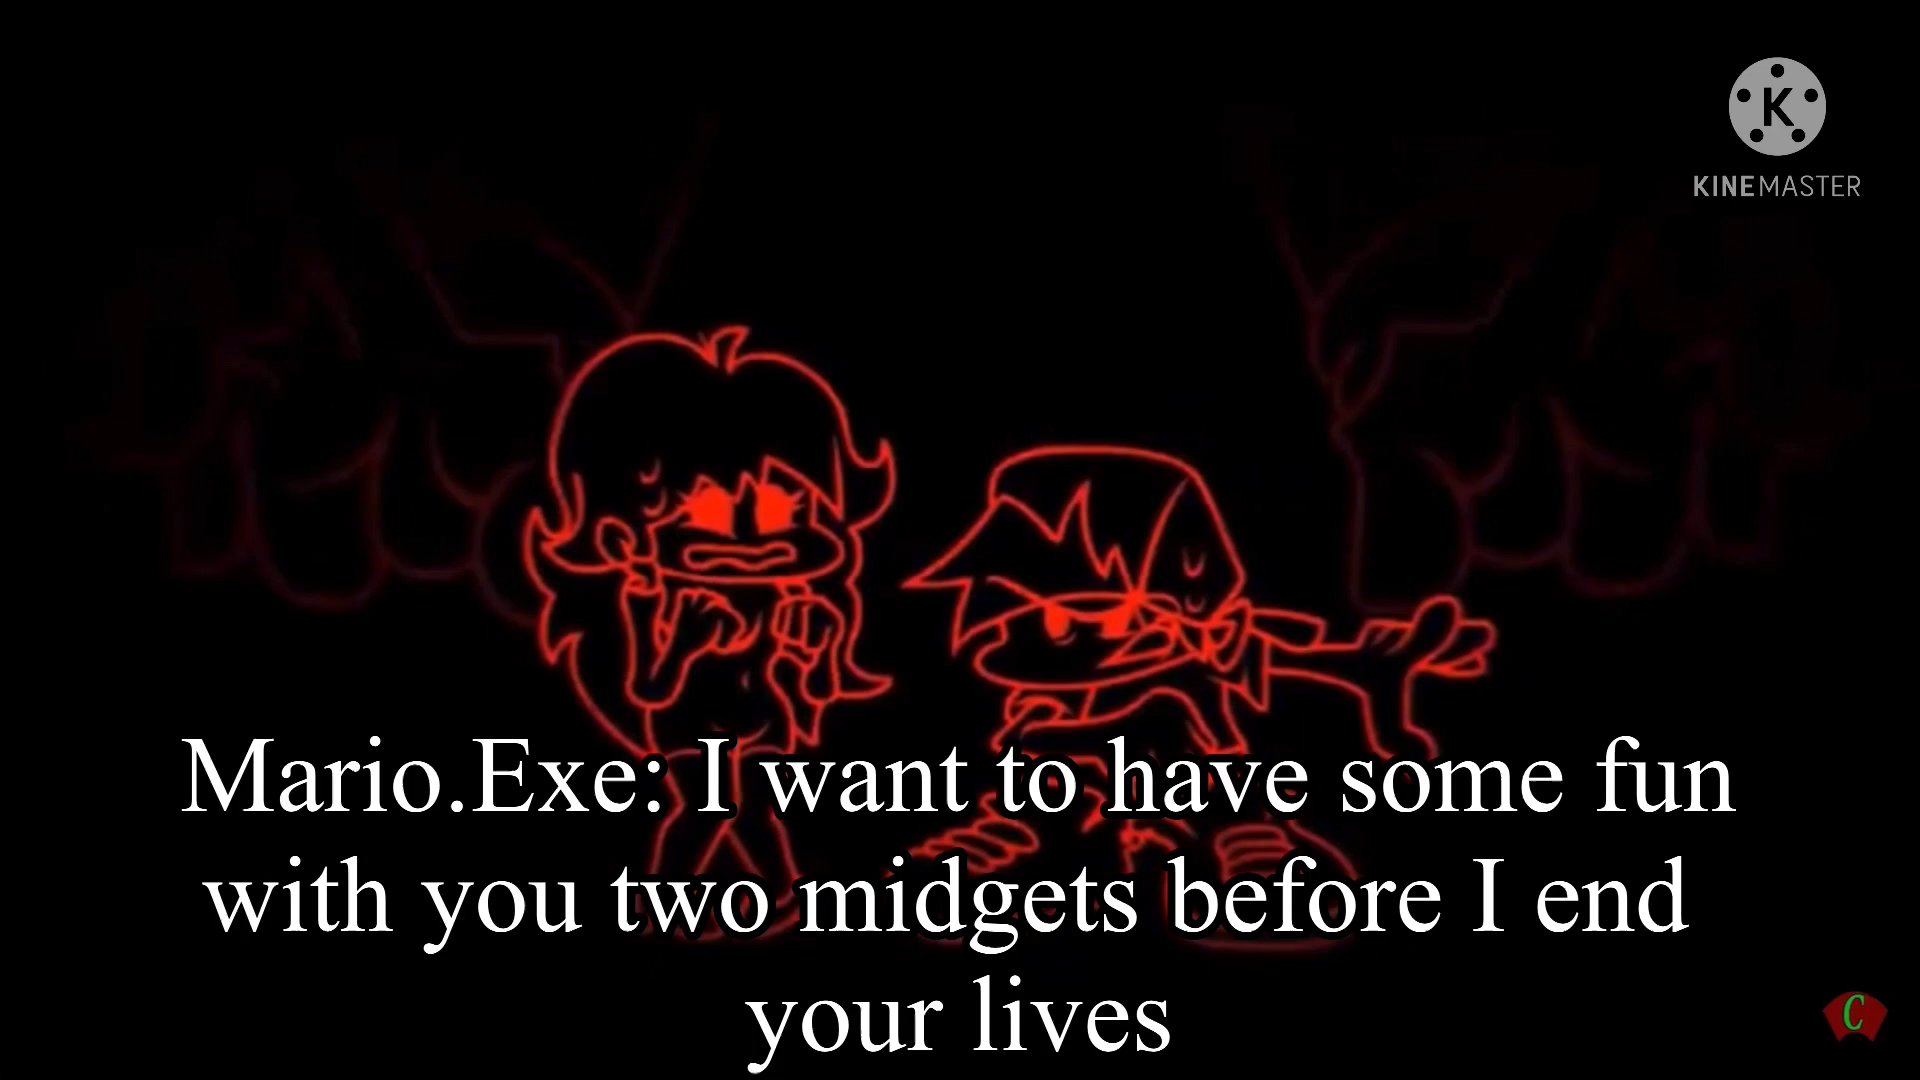 K
KINEMASTER
Mario.Exe: I want to have some fun
with you two midgets before I end
your lives
C